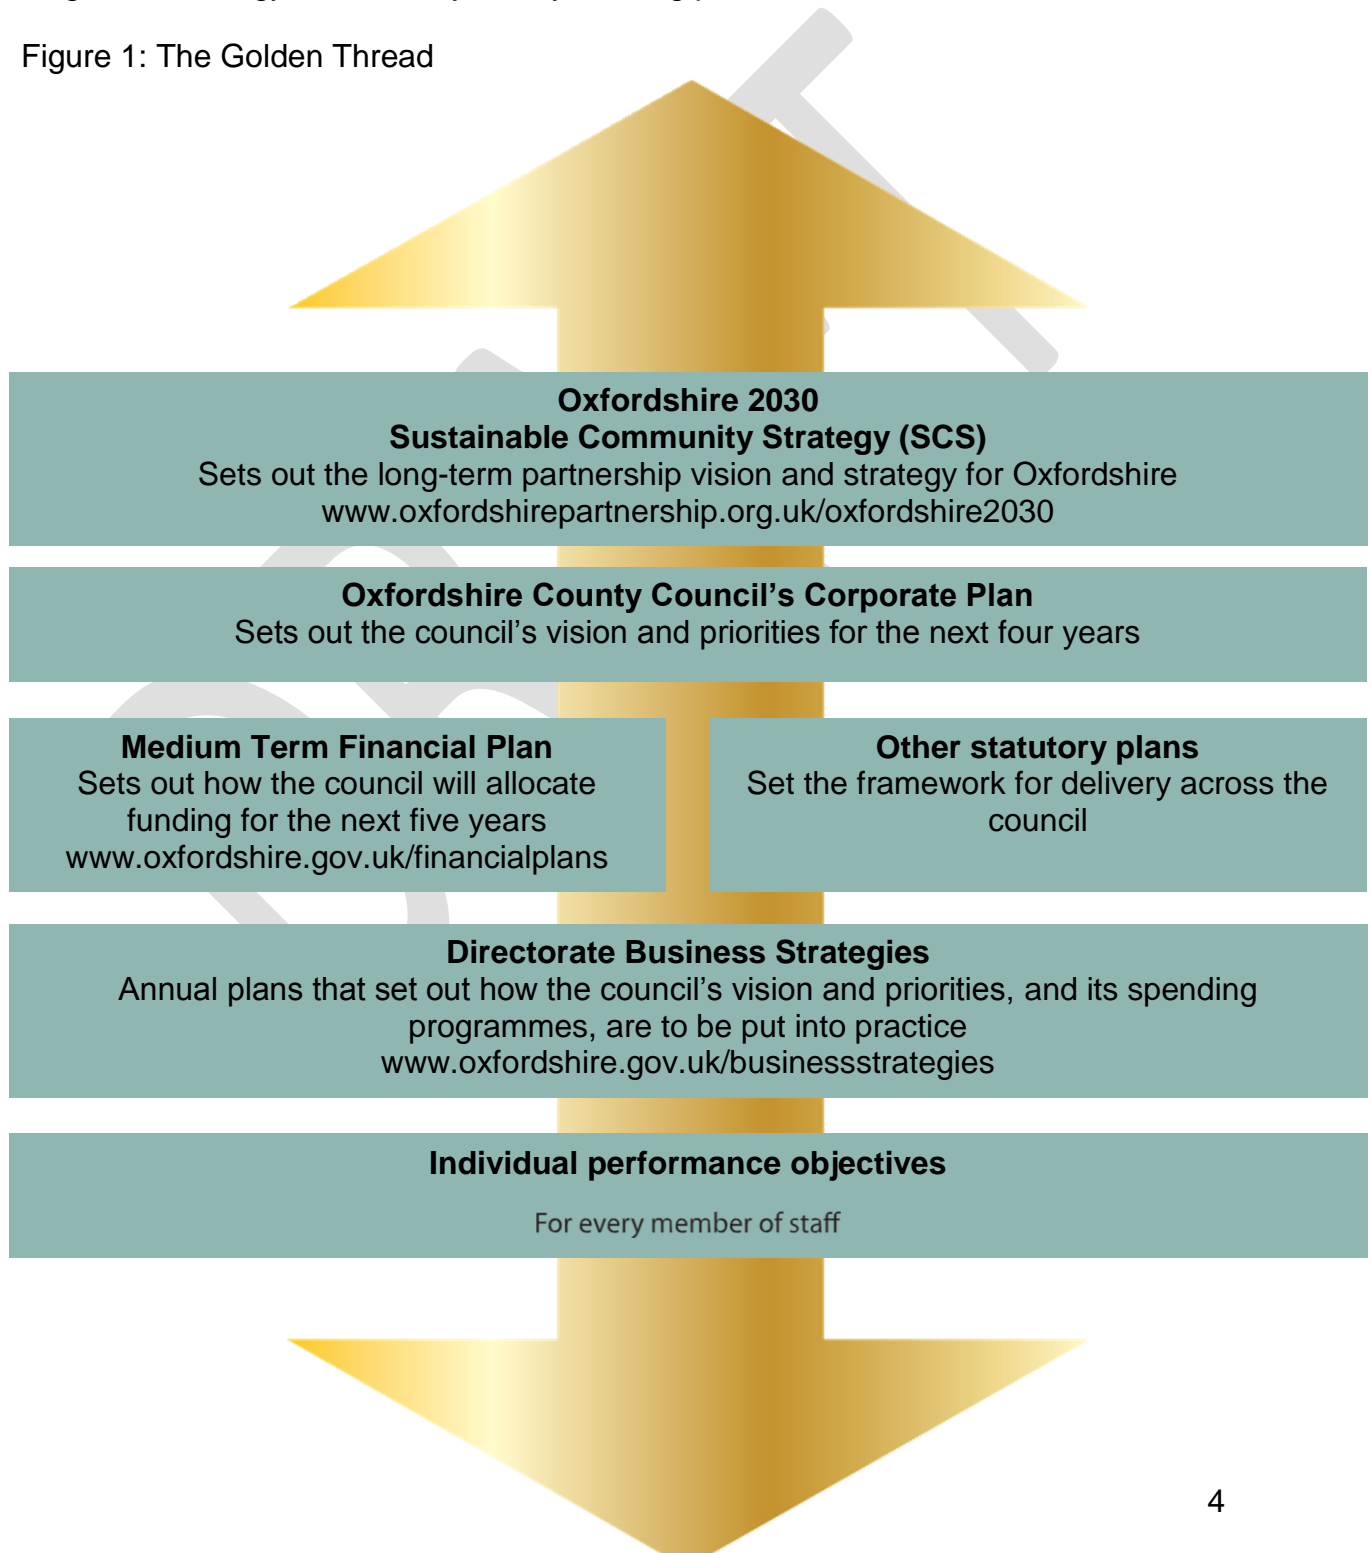 Figure 1: The Golden Thread
Oxfordshire 2030
Sustainable Community Strategy (SCS)
Sets out the long-term partnership vision and strategy for Oxfordshire
www.oxfordshirepartnership.org.uk/oxfordshire2030
Oxfordshire County Council’s Corporate Plan
Sets out the council’s vision and priorities for the next four years
Medium Term Financial Plan
Sets out how the council will allocate
funding for the next five years
www.oxfordshire.gov.uk/financialplans
Other statutory plans
Set the framework for delivery across the
council
Directorate Business Strategies
Annual plans that set out how the council’s vision and priorities, and its spending
programmes, are to be put into practice
www.oxfordshire.gov.uk/businessstrategies
Individual performance objectives
For every member of staff
4